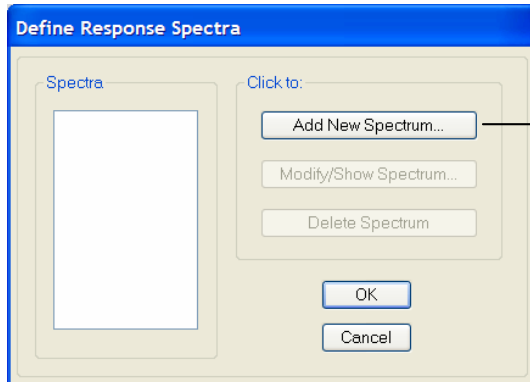 Define Response Spectra
Spectra
Click to:
Add New Spectrum...
Modify/Show Spectrum...
Delete Spectrum
OK
Cancel